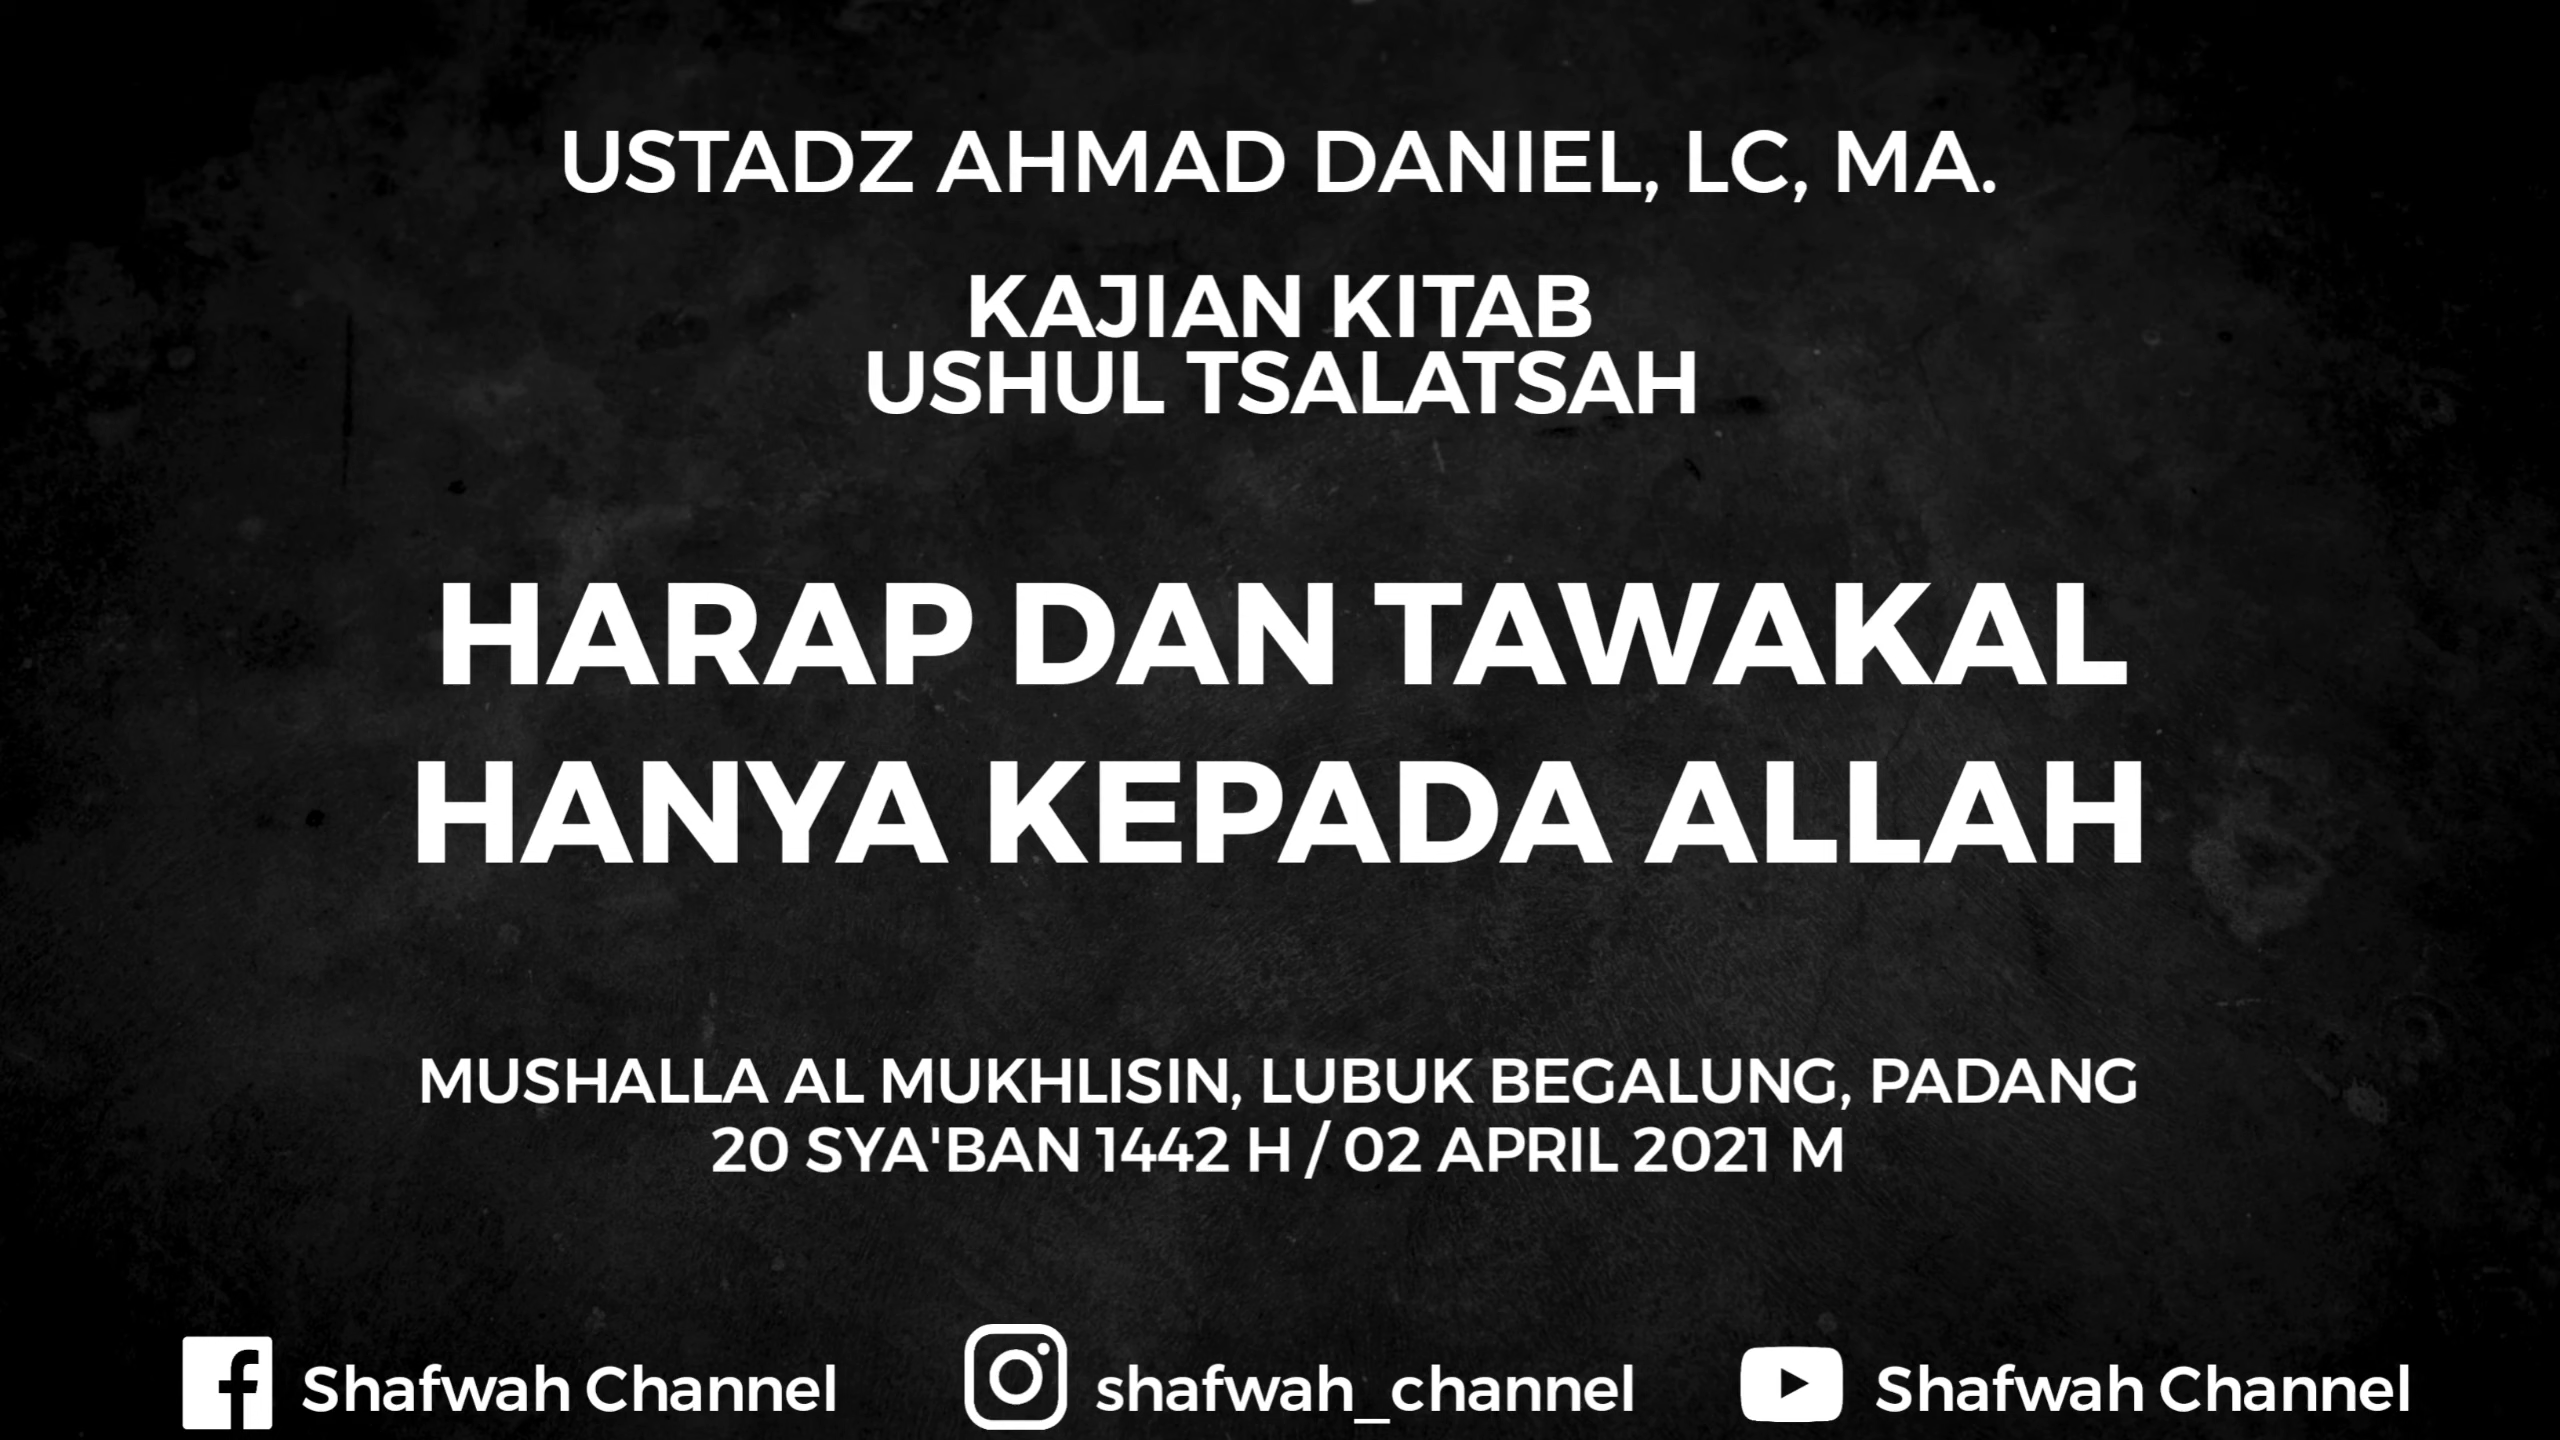 USTADZ AHMAD DANIEL, LC, MA.
KAJIAN KITAB
USHUL TSALATSAH
HARAP DAN TAWAKAL
HANYA KEPADA ALLAH
MUSHALLA AL MUKHLISIN, LUBUK BEGALUNG, PADANG
20 SYA'BAN 1442 H / 02 APRIL 2021 M
Shafwah Channel
shafwah_channel
Shafwah Channel